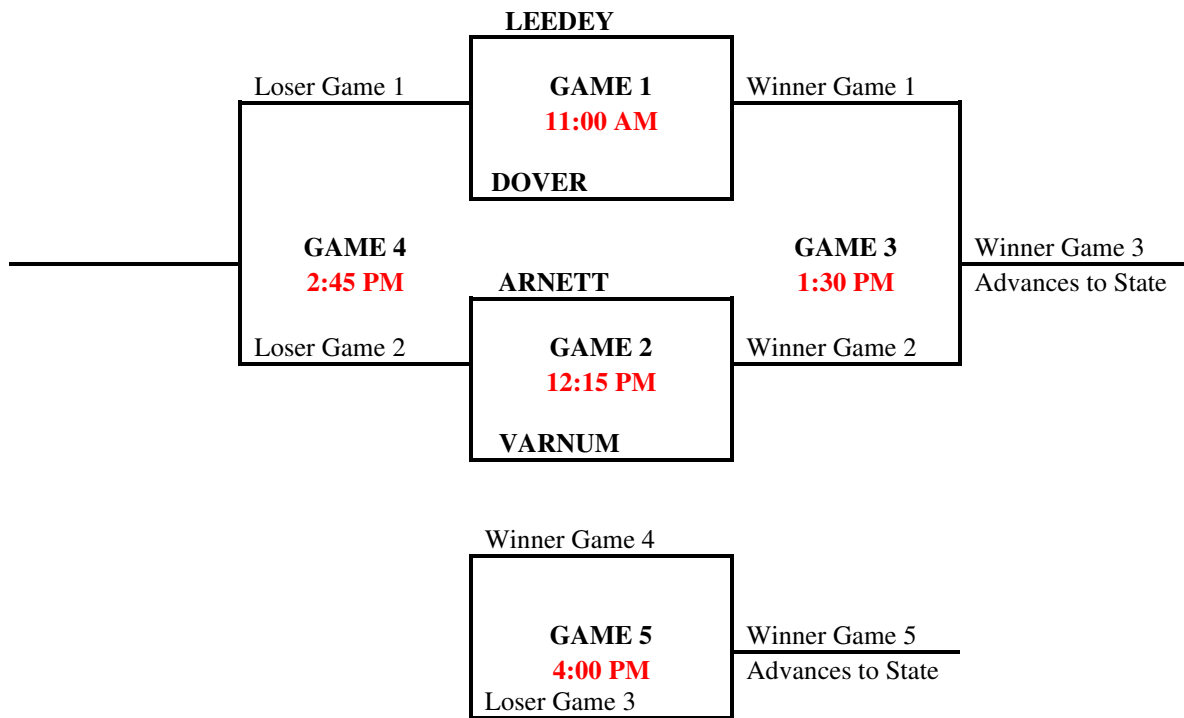 LEEDEY
Loser Game 1
GAME 1
Winner Game 1
11:00 AM
DOVER
GAME 4
GAME 3
Winner Game 3
2:45 PM
ARNETT
1:30 PM
Advances to State
Loser Game 2
GAME 2
Winner Game 2
12:15 PM
VARNUM
Winner Game 4
GAME 5
Winner Game 5
4:00 PM
Advances to State
Loser Game 3